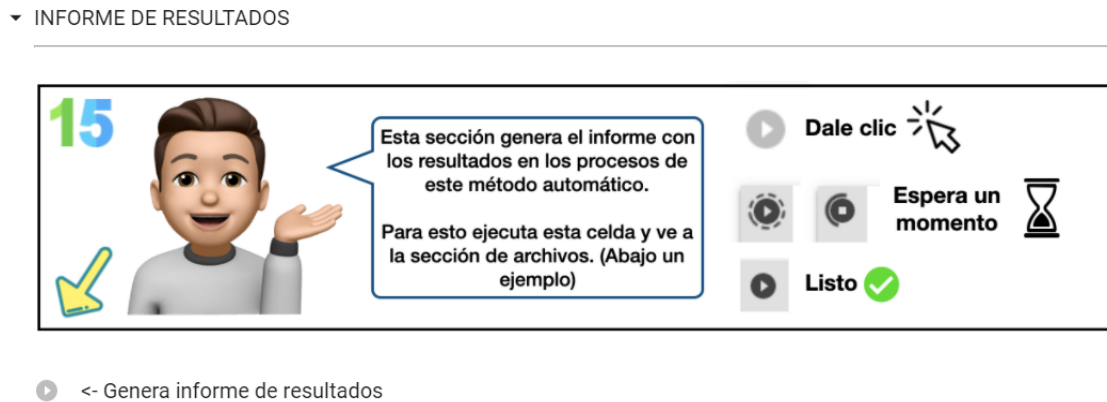 INFORME DE RESULTADOS
15
Esta sección genera el informe con
los resultados en los procesos de
este método automático.
Para esto ejecuta esta celda y ve a
la sección de archivos. (Abajo un
ejemplo)
Dale clic
Espera un
momento
Listo
<- Genera informe de resultados